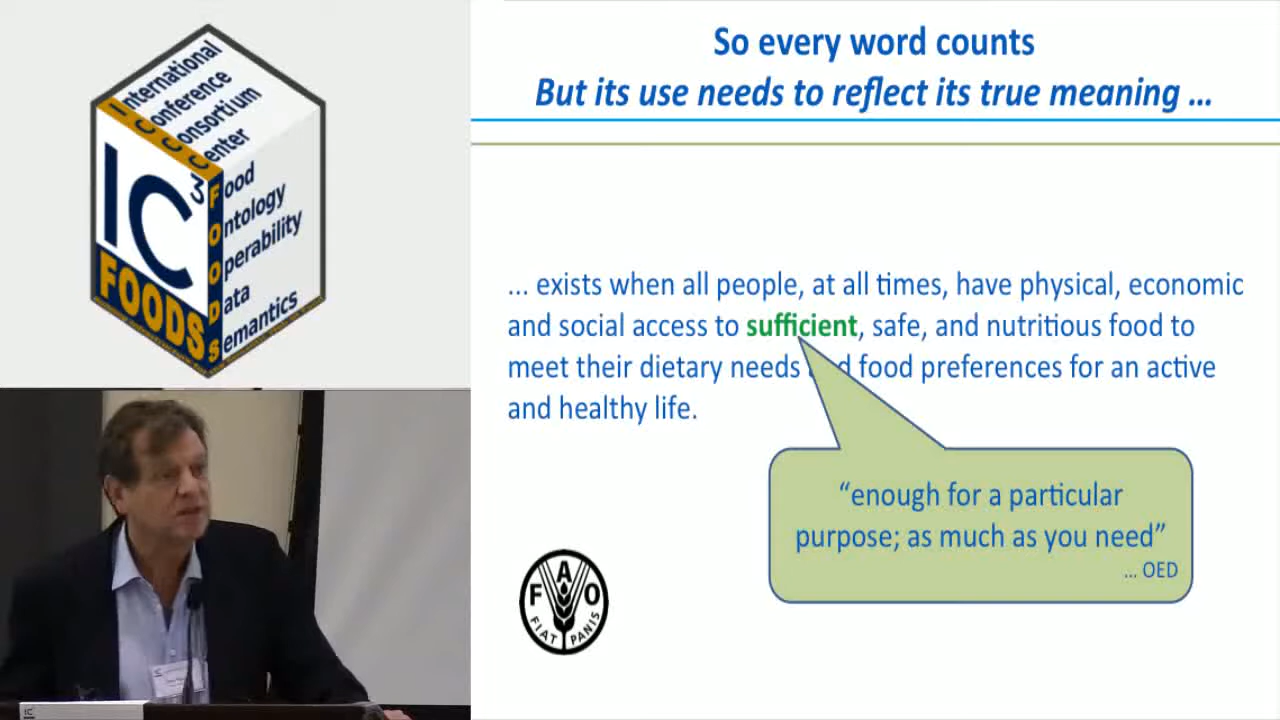 International
Conference
Consortium
Center
IC3
FOODS
Food
Ontology
Operability
Data
Semantics
So every word counts
But its use needs to reflect its true meaning ...
... exists when all people, at all times, have physical, economic
and social access to sufficient, safe, and nutritious food to
meet their dietary needs food preferences for an active
and healthy life.
“enough for a particular
purpose; as much as you need”
... OED
F A O
FIAT PANIS
IC3